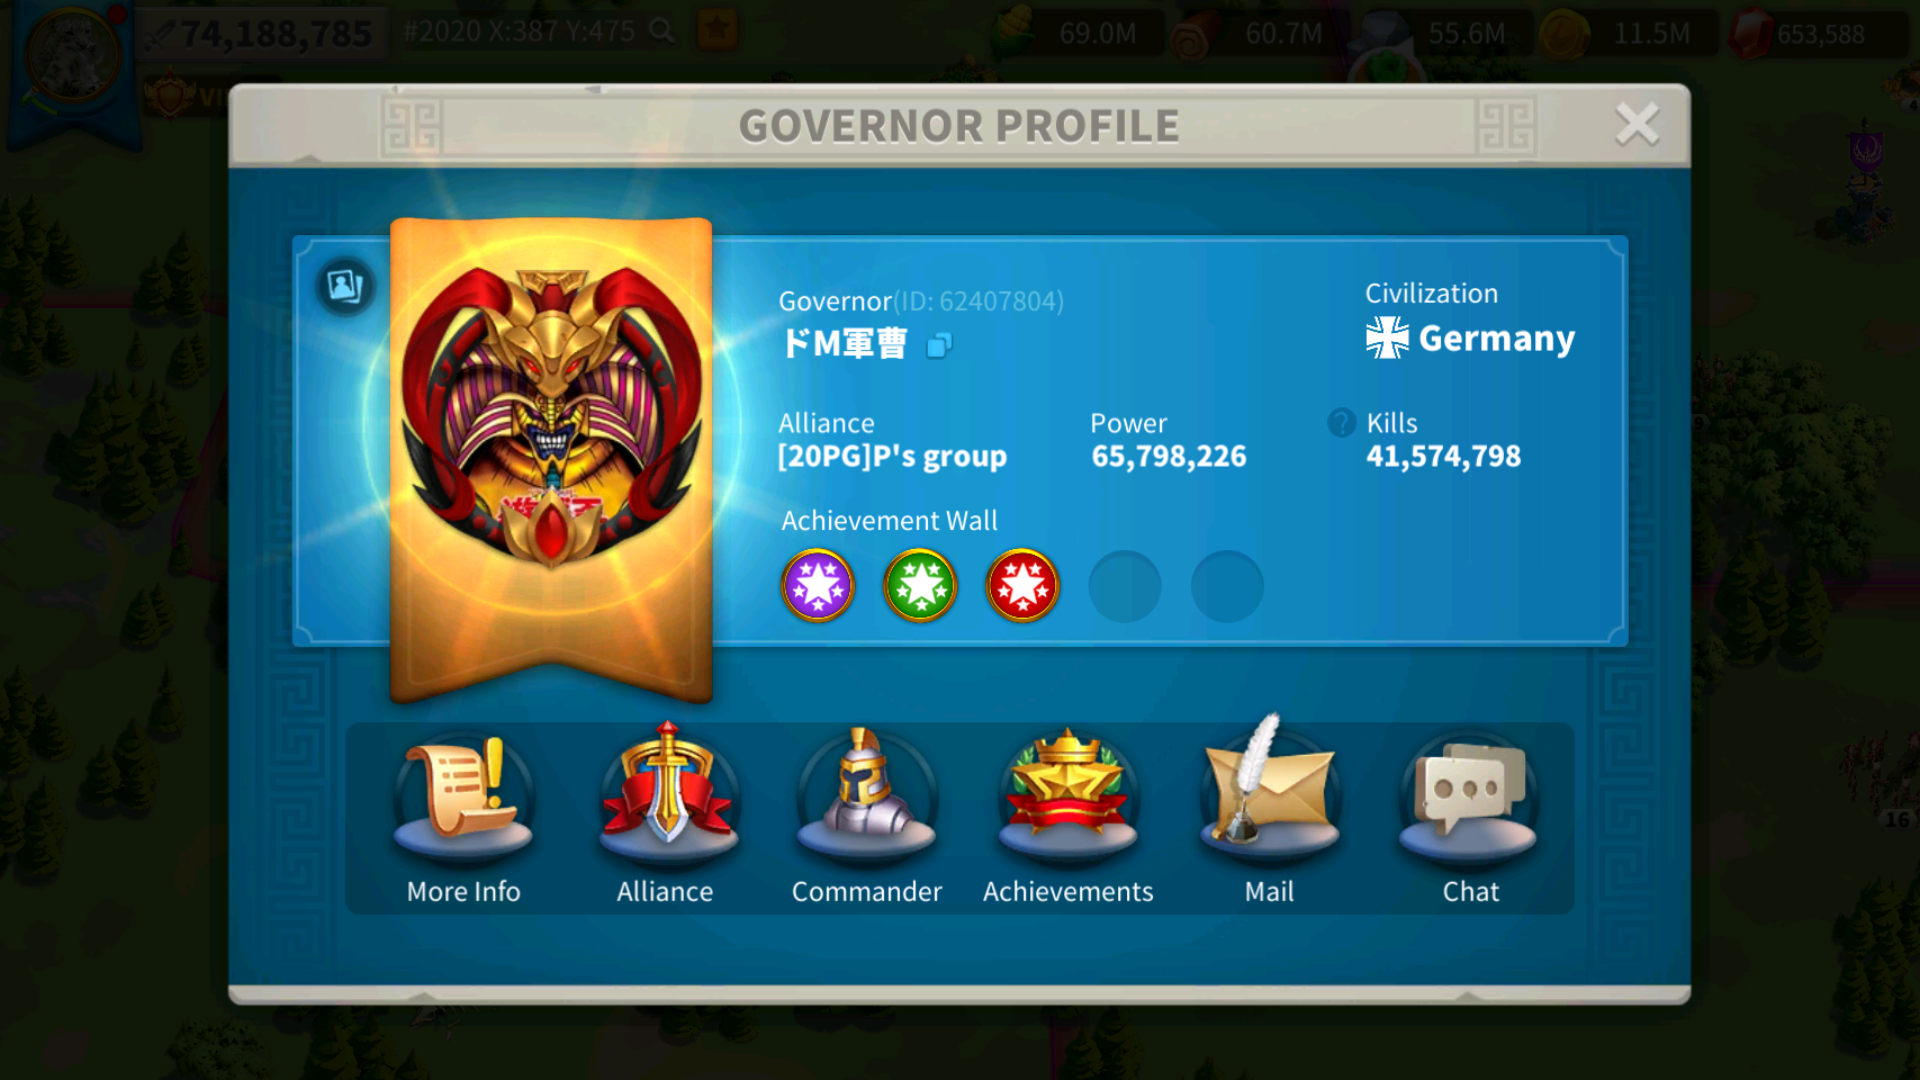 74,188,785
#2020 X:387 Y:475
69.0M
60.7M
55.6M
11.5M
653,588
GOVERNOR PROFILE
Governor(ID: 62407804)
ドM軍曹
Civilization
Germany
Alliance
[20PG]P's group
Power
65,798,226
?
Kills
41,574,798
Achievement Wall
More Info
Alliance
Commander
Achievements
Mail
Chat
16